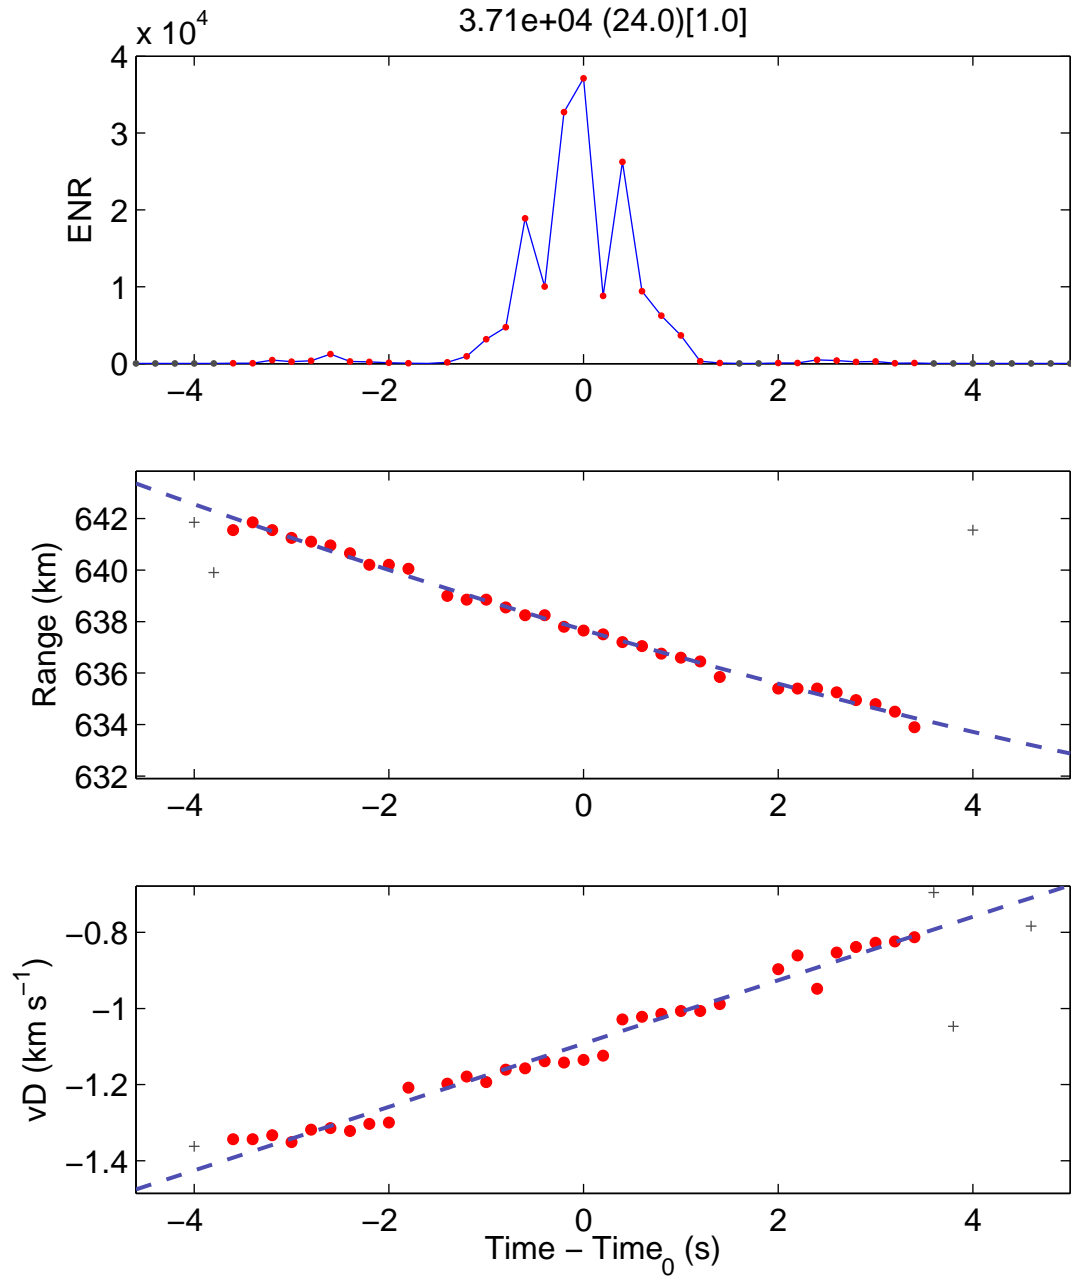 3.71e+04 (24.0)[1.0]
x 10^4
4
3
2
1
0
ENR
−4 −2 0 2 4
642
640
638
636
634
632
Range (km)
−4 −2 0 2 4
−0.8
−1
−1.2
−1.4
vD (km s^−1)
−4 −2 0 2 4
Time − Time_0 (s)